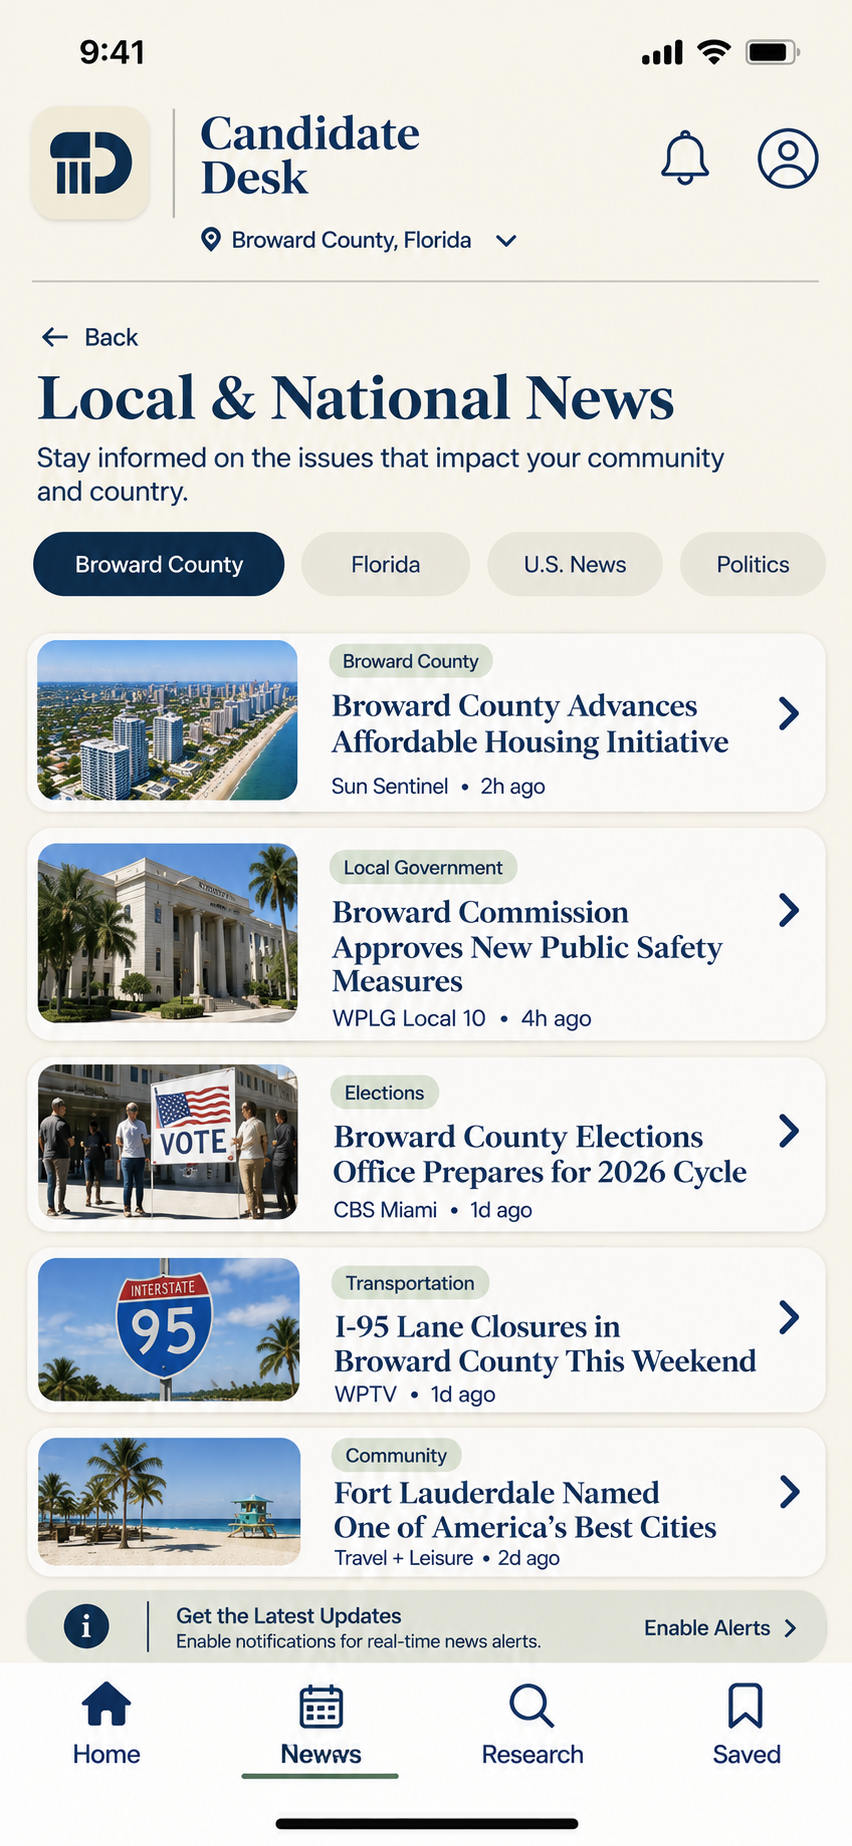 9:41
Candidate
Desk
Broward County, Florida
Back
Local & National News
Stay informed on the issues that impact your community
and country.
Broward County
Florida
U.S. News
Politics
Broward County
Broward County Advances
Affordable Housing Initiative
Sun Sentinel • 2h ago
Local Government
Broward Commission
Approves New Public Safety
Measures
WPLG Local 10 • 4h ago
VOTE
Elections
Broward County Elections
Office Prepares for 2026 Cycle
CBS Miami • 1d ago
INTERSTATE
95
Transportation
I-95 Lane Closures in
Broward County This Weekend
WPTV • 1d ago
Community
Fort Lauderdale Named
One of America's Best Cities
Travel + Leisure • 2d ago
Get the Latest Updates
Enable notifications for real-time news alerts.
Enable Alerts
Home
Research
Saved